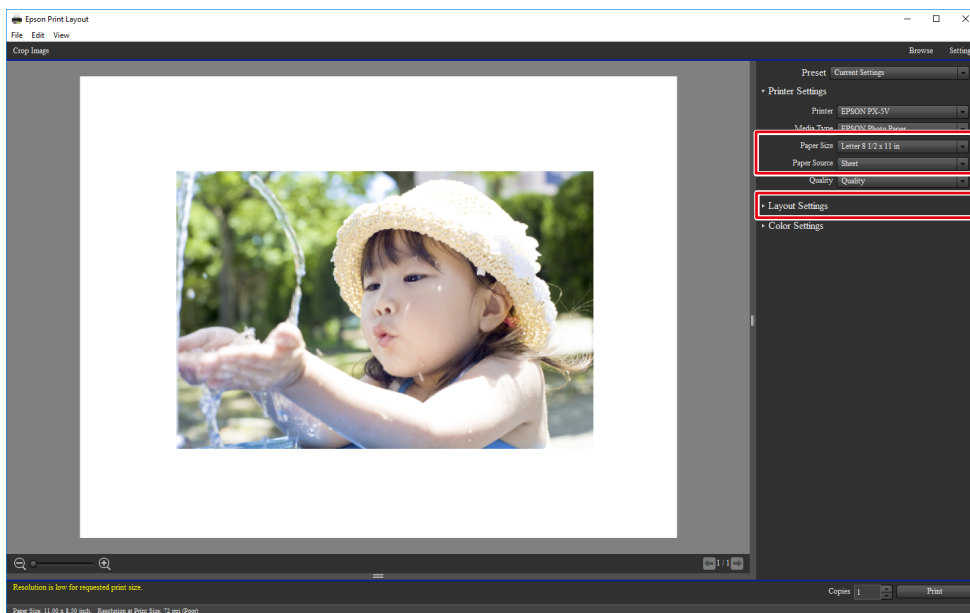 Epson Print Layout
File Edit View
Crop Image
Browse
Preset Current Settings
Printer Settings
Printer EPSON PX-5V
Media Type EPSON Photo Paper
Paper Size Letter 8 1/2 x 11 in
Paper Source Sheet
Quality Quality
Layout Settings
Color Settings
1 / 1
Resolution is low for requested print size.
Copies 1 Print
Paper Size: 11.00 x 8.50 inch. Resolution at Print Size: 72 ppi (Poor)